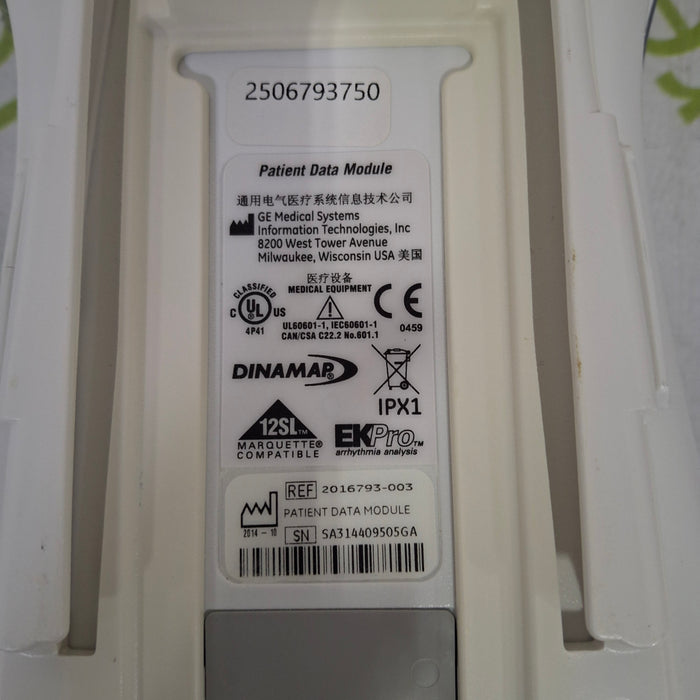 2506793750
Patient Data Module
通用电气医疗系统信息技术公司
GE Medical Systems
Information Technologies, Inc
8200 West Tower Avenue
Milwaukee, Wisconsin USA 美国
医疗设备
MEDICAL EQUIPMENT
CLASSIFIED
C UL US
4P41
UL60601-1, IEC60601-1
CAN/CSA C22.2 No.601.1
CE
0459
DINAMAP®
IPX1
12SL™
MARQUETTE®
COMPATIBLE
EKPro™
arrhythmia analysis
REF 2016793-003
PATIENT DATA MODULE
2014-10
SN SA314409505GA